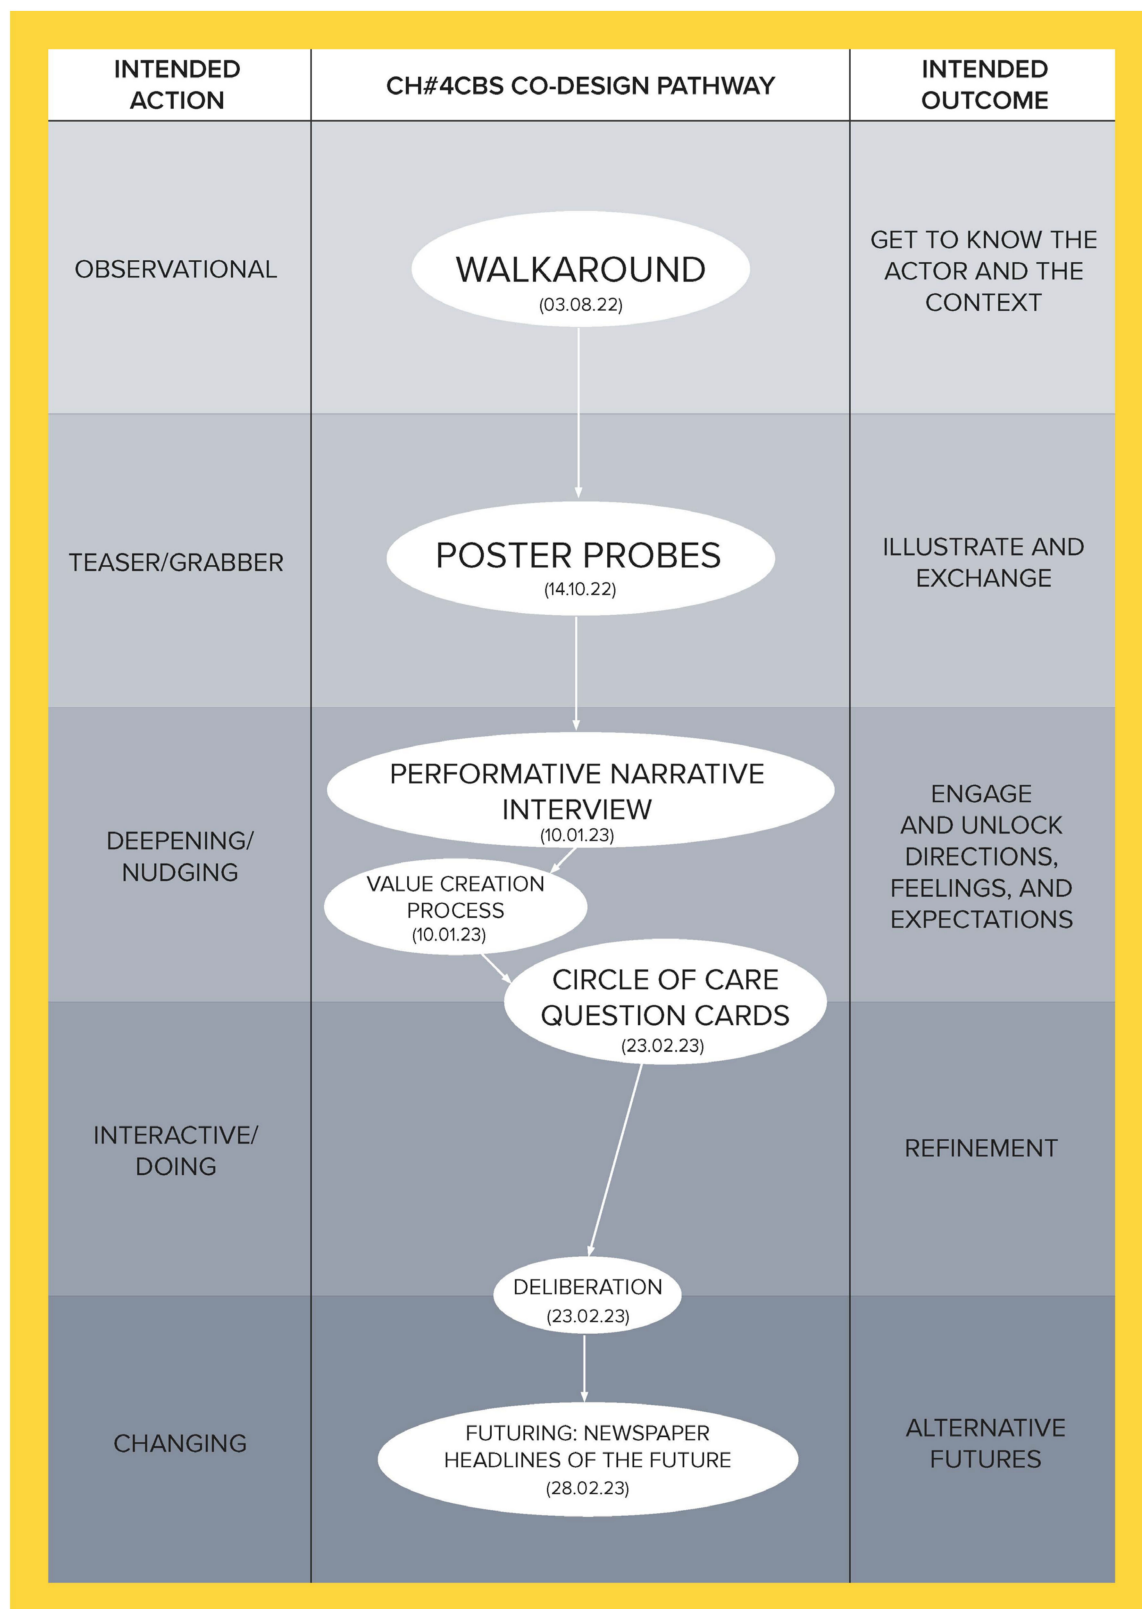 INTENDED
ACTION
CH#4CBS CO-DESIGN PATHWAY
INTENDED
OUTCOME
OBSERVATIONAL
WALKAROUND
(03.08.22)
GET TO KNOW THE
ACTOR AND THE
CONTEXT
TEASER/GRABBER
POSTER PROBES
(14.10.22)
ILLUSTRATE AND
EXCHANGE
DEEPENING/
NUDGING
PERFORMATIVE NARRATIVE
INTERVIEW
(10.01.23)
VALUE CREATION
PROCESS
(10.01.23)
CIRCLE OF CARE
QUESTION CARDS
(23.02.23)
ENGAGE
AND UNLOCK
DIRECTIONS,
FEELINGS, AND
EXPECTATIONS
INTERACTIVE/
DOING
REFINEMENT
DELIBERATION
(23.02.23)
CHANGING
FUTURING: NEWSPAPER
HEADLINES OF THE FUTURE
(28.02.23)
ALTERNATIVE
FUTURES